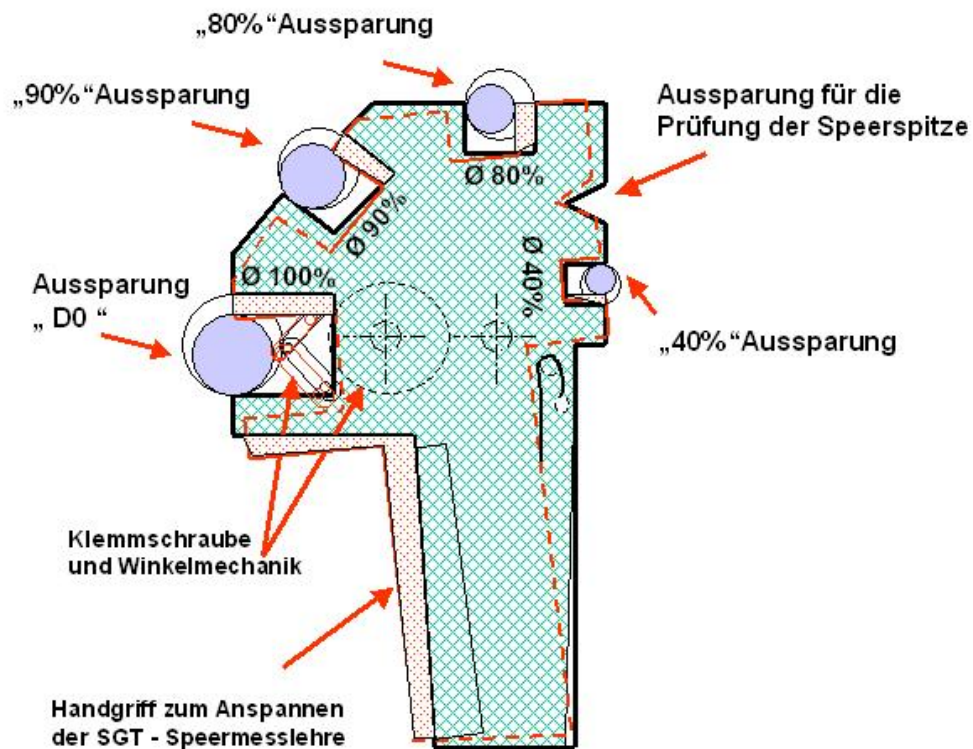 „80%“Aussparung
„90%“Aussparung
Aussparung für die
Prüfung der Speerspitze
Ø 80%
Ø 90%
Ø 40%
Ø 100%
Aussparung
„ D0 “
„40%“Aussparung
Klemmschraube
und Winkelmechanik
Handgriff zum Anspannen
der SGT - Speermesslehre